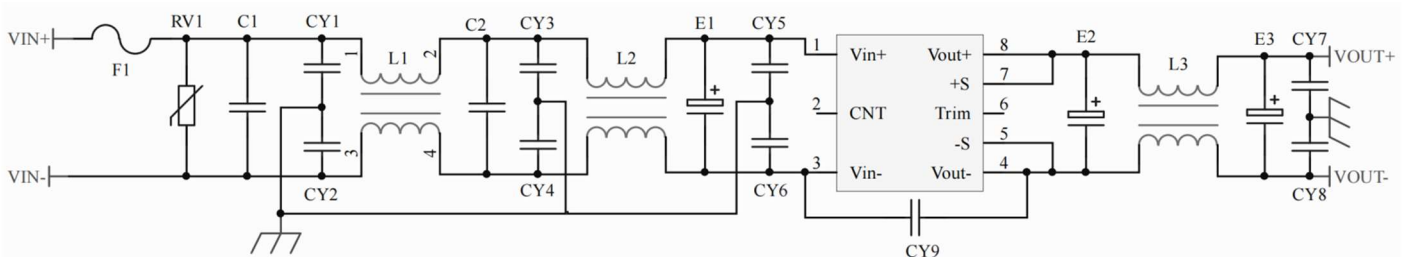 RV1 C1 CY1 C2 CY3 E1 CY5 E2 E3 CY7
VIN+ F1 1 L1 2 L2 1 Vin+ Vout+ 8 L3 VOUT+
+S 7
2 CNT Trim 6
-S 5
VIN- CY2 3 4 CY4 CY6 3 Vin- Vout- 4 CY8 VOUT-
CY9